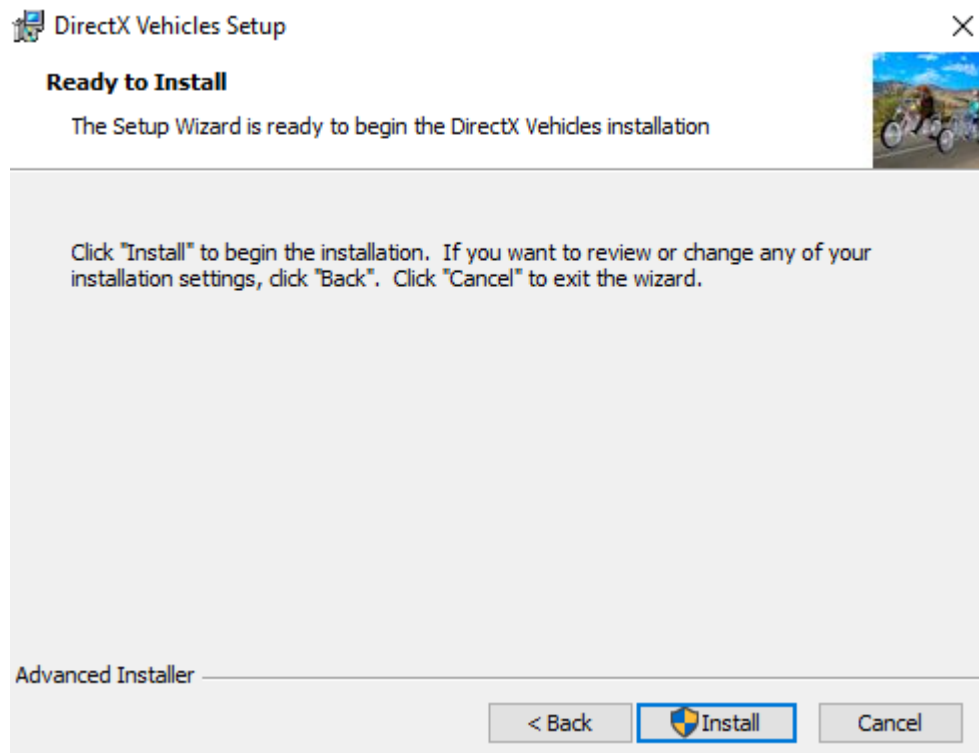 DirectX Vehicles Setup
Ready to Install
The Setup Wizard is ready to begin the DirectX Vehicles installation
Click "Install" to begin the installation.  If you want to review or change any of your
installation settings, click "Back".  Click "Cancel" to exit the wizard.
Advanced Installer
< Back
Install
Cancel